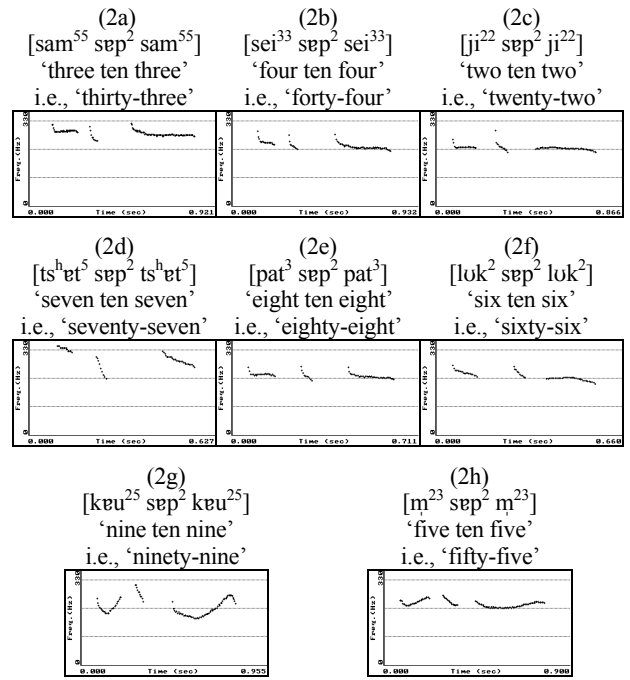 (2a) (2b) (2c)
[sam⁵⁵ sɐp² sam⁵⁵] [sei³³ sɐp² sei³³] [ji²² sɐp² ji²²]
‘three ten three’ ‘four ten four’ ‘two ten two’
i.e., ‘thirty-three’ i.e., ‘forty-four’ i.e., ‘twenty-two’
330 330 330
Freq.(Hz) Freq.(Hz) Freq.(Hz)
0 0 0
0.000 Time (sec) 0.921 0.000 Time (sec) 0.932 0.000 Time (sec) 0.866
(2d) (2e) (2f)
[tsʰɐt⁵ sɐp² tsʰɐt⁵] [pat³ sɐp² pat³] [lʊk² sɐp² lʊk²]
‘seven ten seven’ ‘eight ten eight’ ‘six ten six’
i.e., ‘seventy-seven’ i.e., ‘eighty-eight’ i.e., ‘sixty-six’
330 330 330
Freq.(Hz) Freq.(Hz) Freq.(Hz)
0 0 0
0.000 Time (sec) 0.627 0.000 Time (sec) 0.711 0.000 Time (sec) 0.660
(2g) (2h)
[kɐu²⁵ sɐp² kɐu²⁵] [m̩²³ sɐp² m̩²³]
‘nine ten nine’ ‘five ten five’
i.e., ‘ninety-nine’ i.e., ‘fifty-five’
330 330
Freq.(Hz) Freq.(Hz)
0 0
0.000 Time (sec) 0.955 0.000 Time (sec) 0.900